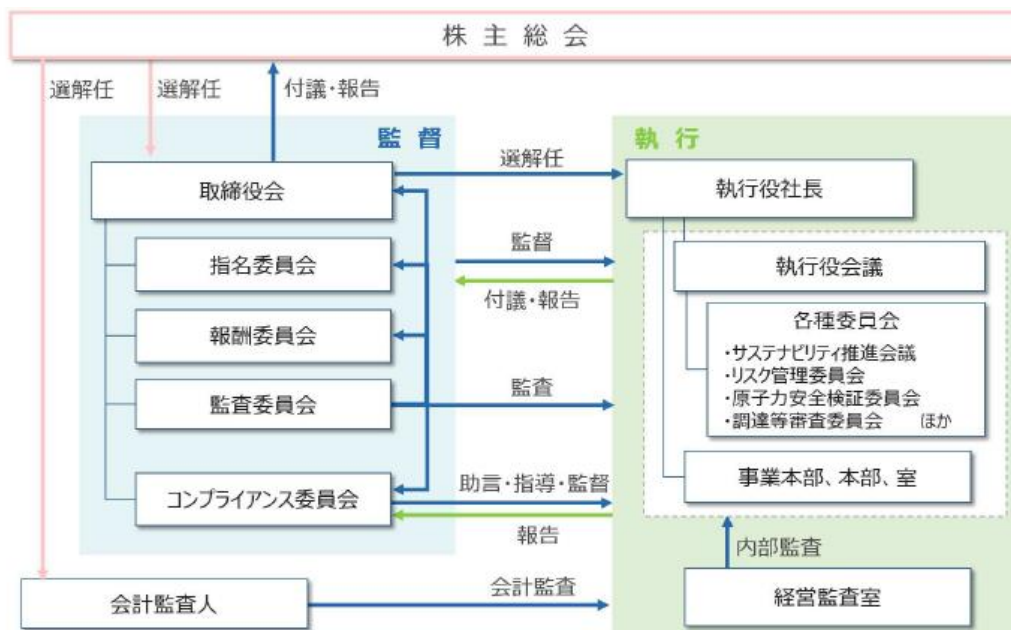 株主総会
選解任
選解任
付議・報告
監督
執行
取締役会
選解任
執行役社長
指名委員会
監督
付議・報告
執行役会議
報酬委員会
各種委員会
・サステナビリティ推進会議
・リスク管理委員会
・原子力安全検証委員会
・調達等審査委員会 ほか
監査委員会
監査
コンプライアンス委員会
助言・指導・監督
報告
事業本部、本部、室
内部監査
会計監査人
会計監査
経営監査室